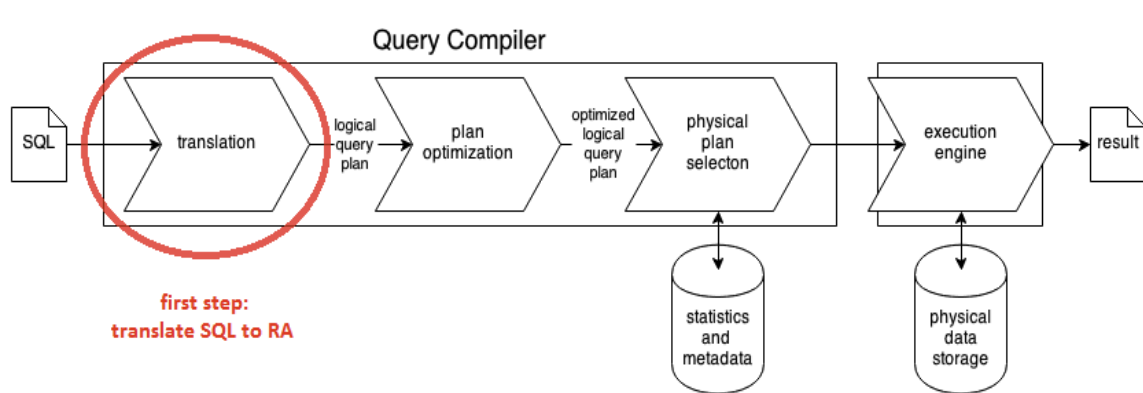 Query Compiler
SQL
translation
logical
query
plan
plan
optimization
optimized
logical
query
plan
physical
plan
selecton
execution
engine
result
first step:
translate SQL to RA
statistics
and
metadata
physical
data
storage